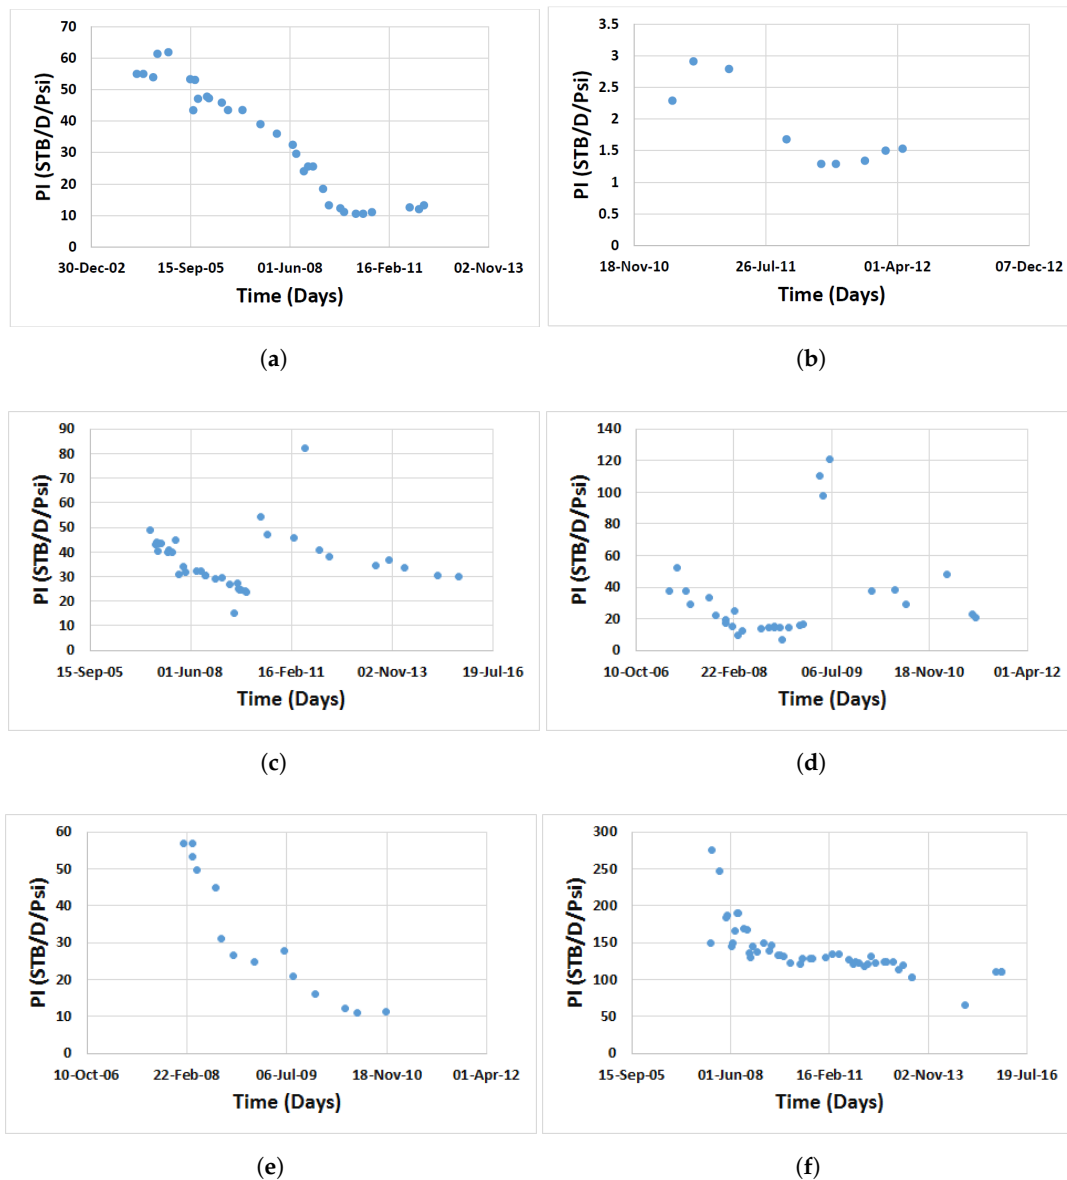 70
60
50
40
30
20
10
0
PI (STB/D/Psi)
30-Dec-02 15-Sep-05 01-Jun-08 16-Feb-11 02-Nov-13
Time (Days)
(a)
3.5
3
2.5
2
1.5
1
0.5
0
PI (STB/D/Psi)
18-Nov-10 26-Jul-11 01-Apr-12 07-Dec-12
Time (Days)
(b)
90
80
70
60
50
40
30
20
10
0
PI (STB/D/Psi)
15-Sep-05 01-Jun-08 16-Feb-11 02-Nov-13 19-Jul-16
Time (Days)
(c)
140
120
100
80
60
40
20
0
PI (STB/D/Psi)
10-Oct-06 22-Feb-08 06-Jul-09 18-Nov-10 01-Apr-12
Time (Days)
(d)
60
50
40
30
20
10
0
PI (STB/D/Psi)
10-Oct-06 22-Feb-08 06-Jul-09 18-Nov-10 01-Apr-12
Time (Days)
(e)
300
250
200
150
100
50
0
PI (STB/D/Psi)
15-Sep-05 01-Jun-08 16-Feb-11 02-Nov-13 19-Jul-16
Time (Days)
(f)